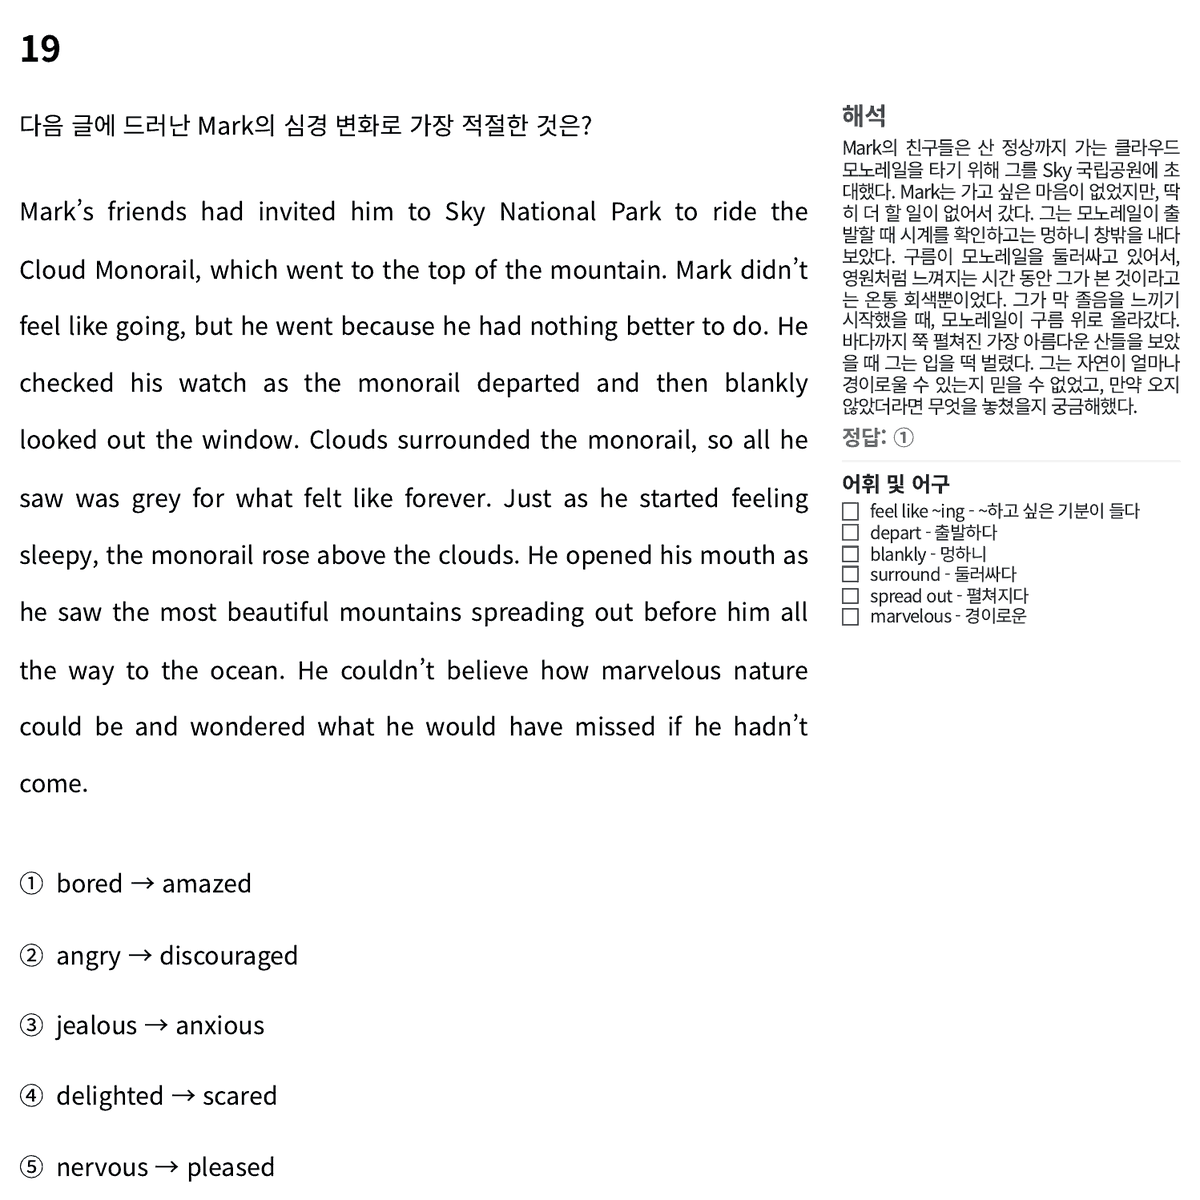 19
다음 글에 드러난 Mark의 심경 변화로 가장 적절한 것은?
Mark’s friends had invited him to Sky National Park to ride the
Cloud Monorail, which went to the top of the mountain. Mark didn’t
feel like going, but he went because he had nothing better to do. He
checked his watch as the monorail departed and then blankly
looked out the window. Clouds surrounded the monorail, so all he
saw was grey for what felt like forever. Just as he started feeling
sleepy, the monorail rose above the clouds. He opened his mouth as
he saw the most beautiful mountains spreading out before him all
the way to the ocean. He couldn’t believe how marvelous nature
could be and wondered what he would have missed if he hadn’t
come.
① bored → amazed
② angry → discouraged
③ jealous → anxious
④ delighted → scared
⑤ nervous → pleased
해석
Mark의 친구들은 산 정상까지 가는 클라우드
모노레일을 타기 위해 그를 Sky 국립공원에 초
대했다. Mark는 가고 싶은 마음이 없었지만, 딱
히 더 할 일이 없어서 갔다. 그는 모노레일이 출
발할 때 시계를 확인하고는 멍하니 창밖을 내다
보았다. 구름이 모노레일을 둘러싸고 있어서,
영원처럼 느껴지는 시간 동안 그가 본 것이라고
는 온통 회색뿐이었다. 그가 막 졸음을 느끼기
시작했을 때, 모노레일이 구름 위로 올라갔다.
바다까지 쭉 펼쳐진 가장 아름다운 산들을 보았
을 때 그는 입을 떡 벌렸다. 그는 자연이 얼마나
경이로울 수 있는지 믿을 수 없었고, 만약 오지
않았더라면 무엇을 놓쳤을지 궁금해했다.
정답: ①
어휘 및 어구
□ feel like ~ing - ~하고 싶은 기분이 들다
□ depart - 출발하다
□ blankly - 멍하니
□ surround - 둘러싸다
□ spread out - 펼쳐지다
□ marvelous - 경이로운